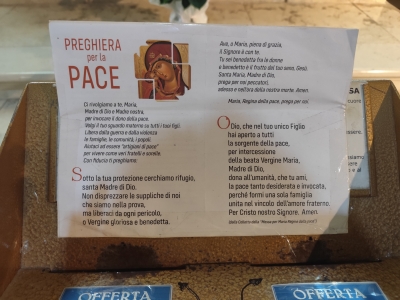 PREGHIERA
per la
PACE
Ci rivolgiamo a te, Maria,
Madre di Dio e Madre nostra,
per invocare il dono della pace.
Volgi il tuo sguardo materno su tutti i tuoi figli.
Libera dalla guerra e dalla violenza
le famiglie, le comunità, i popoli.
Aiutaci ad essere "artigiani di pace"
per vivere come veri fratelli e sorelle.
Con fiducia ti preghiamo:
Sotto la tua protezione cerchiamo rifugio,
santa Madre di Dio.
Non disprezzare le suppliche di noi
che siamo nella prova,
ma liberaci da ogni pericolo,
o Vergine gloriosa e benedetta.
Ave, o Maria, piena di grazia,
il Signore è con te.
Tu sei benedetta fra le donne
e benedetto è il frutto del tuo seno, Gesù.
Santa Maria, Madre di Dio,
prega per noi peccatori,
adesso e nell'ora della nostra morte. Amen.
Maria, Regina della pace, prega per noi.
O Dio, che nel tuo unico Figlio
hai aperto a tutti
la sorgente della pace,
per intercessione
della beata Vergine Maria,
Madre di Dio,
dona all'umanità, che tu ami,
la pace tanto desiderata e invocata,
perché formi una sola famiglia
unita nel vincolo dell'amore fraterno.
Per Cristo nostro Signore. Amen.
OFFERTA
OFFERTA